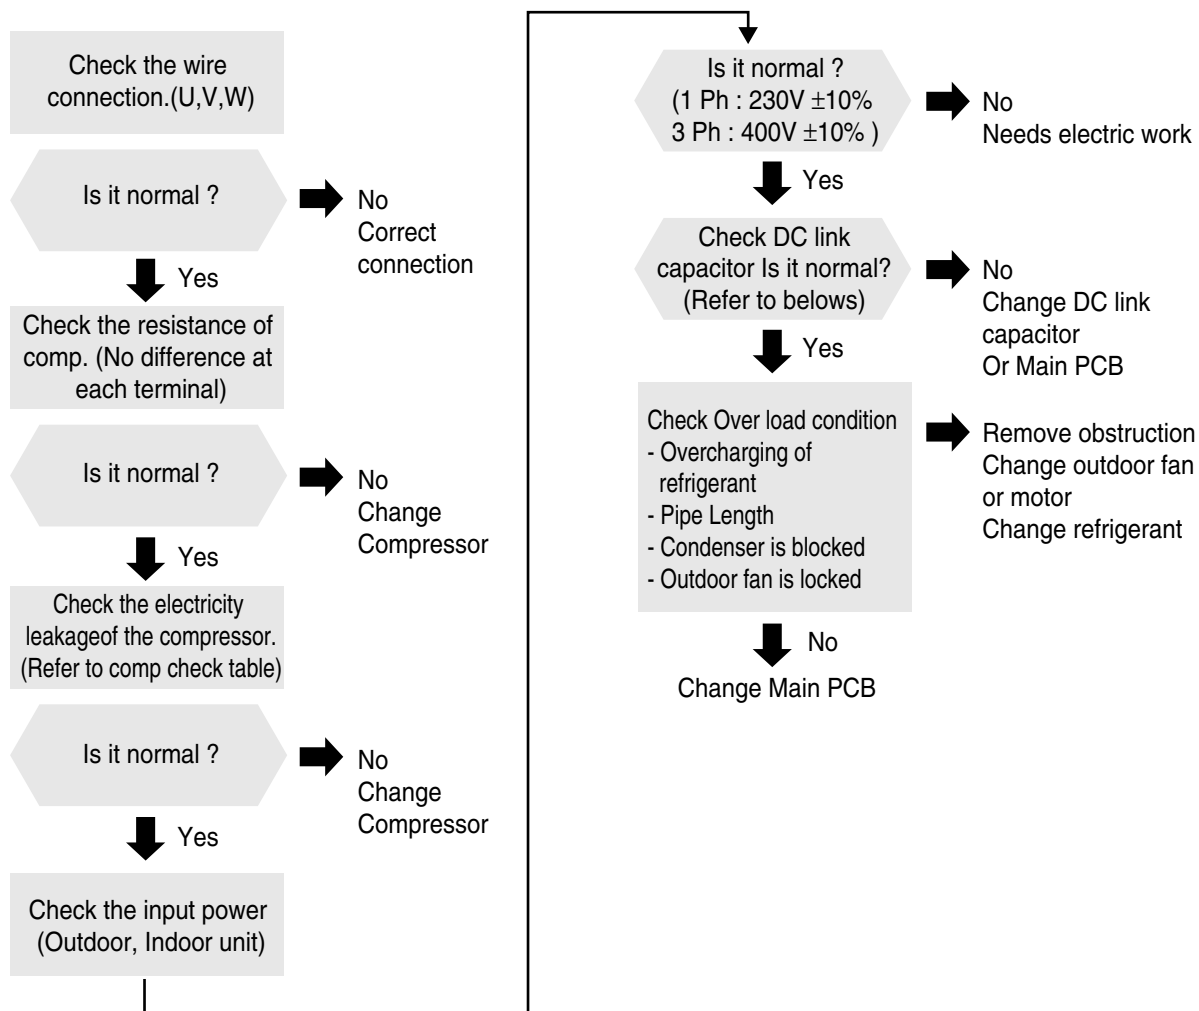 Check the wire
connection.(U,V,W)
Is it normal ?
No
Correct
connection
Yes
Check the resistance of
comp. (No difference at
each terminal)
Is it normal ?
No
Change
Compressor
Yes
Check the electricity
leakageof the compressor.
(Refer to comp check table)
Is it normal ?
No
Change
Compressor
Yes
Check the input power
(Outdoor, Indoor unit)
Is it normal ?
(1 Ph : 230V ±10%
3 Ph : 400V ±10% )
No
Needs electric work
Yes
Check DC link
capacitor Is it normal?
(Refer to belows)
No
Change DC link
capacitor
Or Main PCB
Yes
Check Over load condition
- Overcharging of
refrigerant
- Pipe Length
- Condenser is blocked
- Outdoor fan is locked
Remove obstruction
Change outdoor fan
or motor
Change refrigerant
No
Change Main PCB